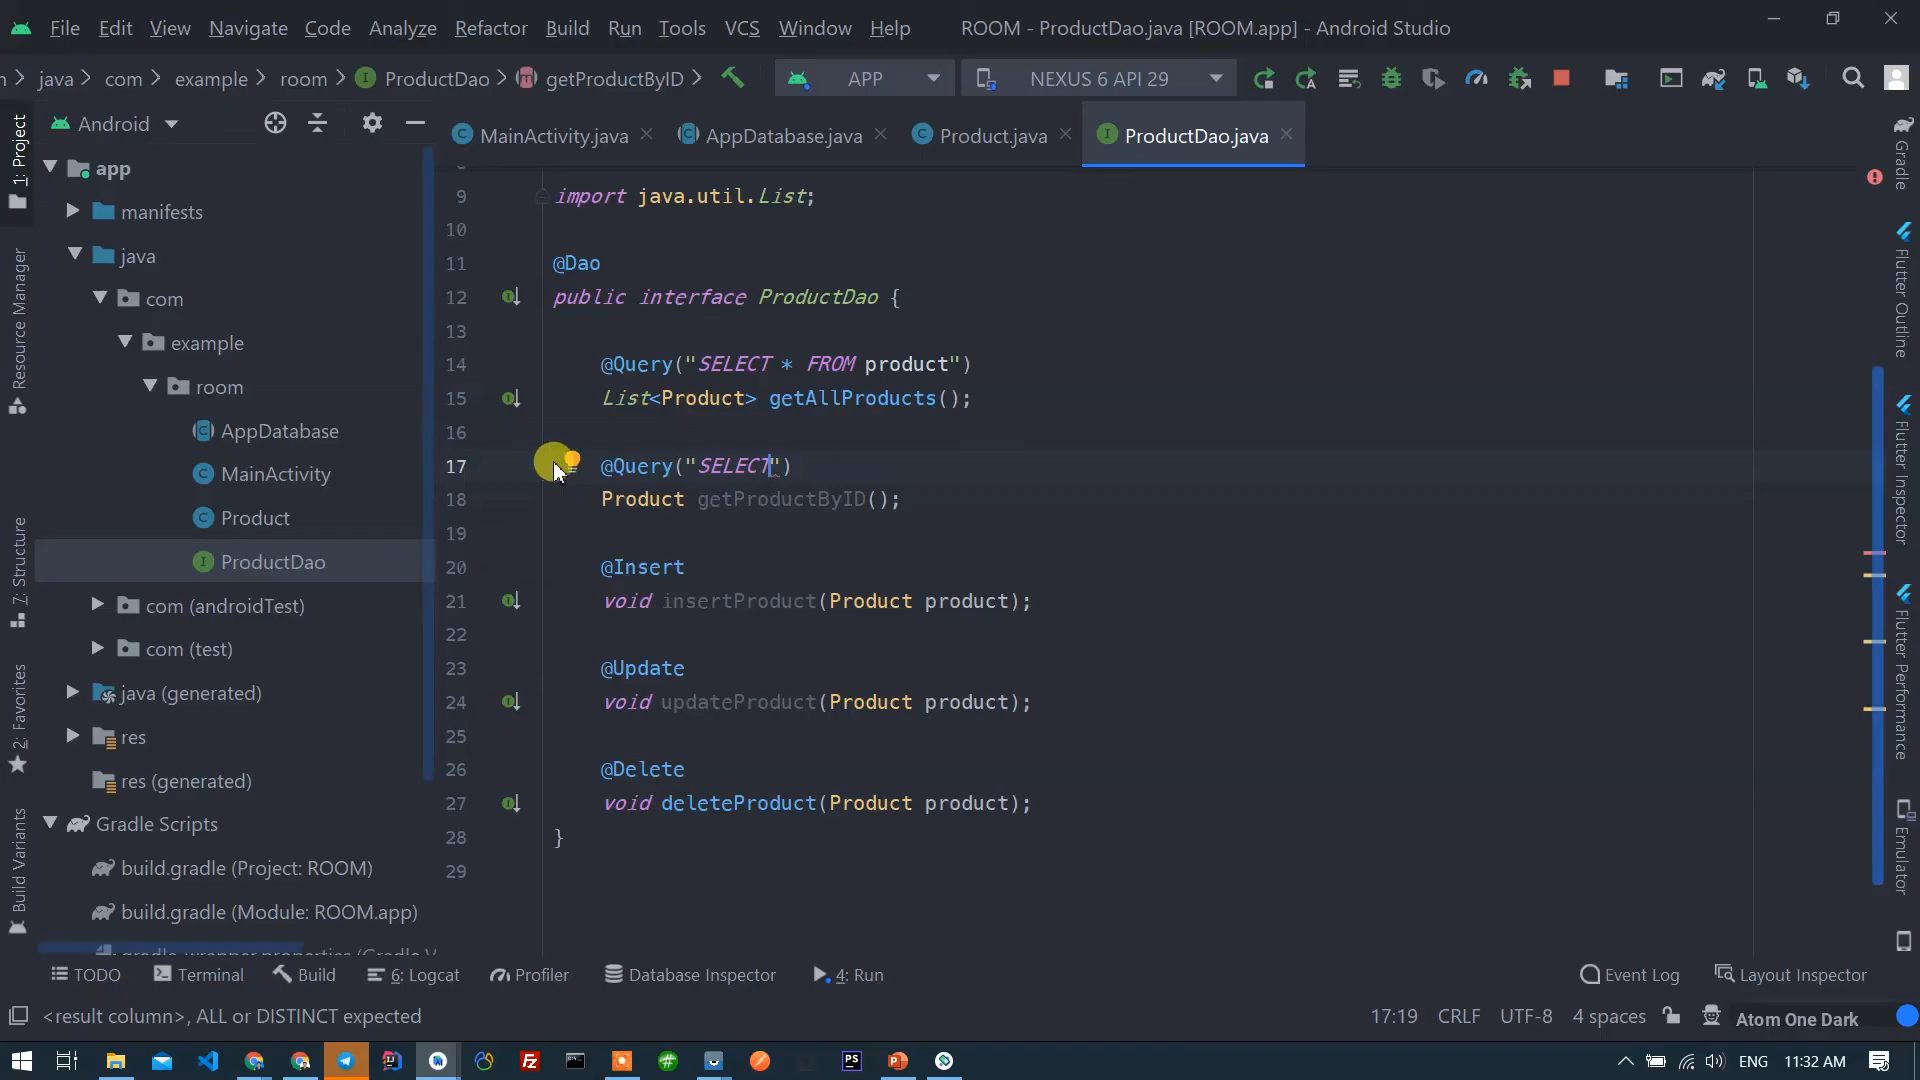 File Edit View Navigate Code Analyze Refactor Build Run Tools VCS Window Help ROOM - ProductDao.java [ROOM.app] - Android Studio
java com example room ProductDao getProductByID APP NEXUS 6 API 29
Android MainActivity.java AppDatabase.java Product.java ProductDao.java
app
manifests
java
com
example
room
AppDatabase
MainActivity
Product
ProductDao
com (androidTest)
com (test)
java (generated)
res
res (generated)
Gradle Scripts
build.gradle (Project: ROOM)
build.gradle (Module: ROOM.app)
1: Project
Resource Manager
7: Structure
2: Favorites
Build Variants
9 import java.util.List;
10
11 @Dao
12 public interface ProductDao {
13
14 @Query("SELECT * FROM product")
15 List<Product> getAllProducts();
16
17 @Query("SELECT")
18 Product getProductByID();
19
20 @Insert
21 void insertProduct(Product product);
22
23 @Update
24 void updateProduct(Product product);
25
26 @Delete
27 void deleteProduct(Product product);
28 }
29
Gradle
Flutter Outline
Flutter Inspector
Flutter Performance
Emulator
TODO Terminal Build 6: Logcat Profiler Database Inspector 4: Run Event Log Layout Inspector
<result column>, ALL or DISTINCT expected 17:19 CRLF UTF-8 4 spaces Atom One Dark
ENG 11:32 AM